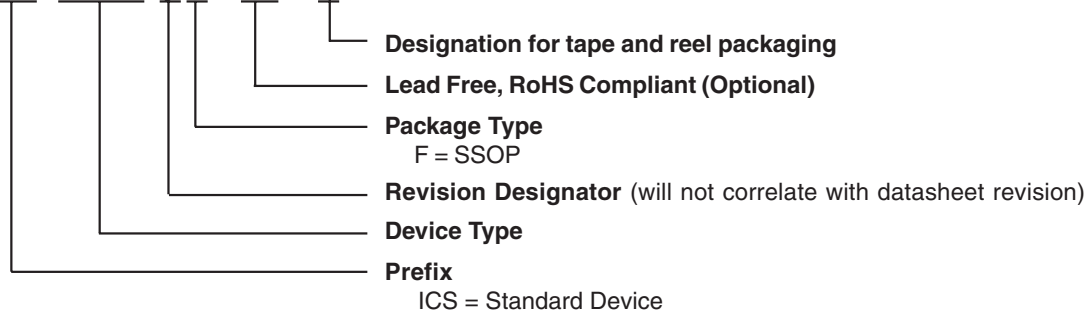 Designation for tape and reel packaging
Lead Free, RoHS Compliant (Optional)
Package Type
F = SSOP
Revision Designator (will not correlate with datasheet revision)
Device Type
Prefix
ICS = Standard Device